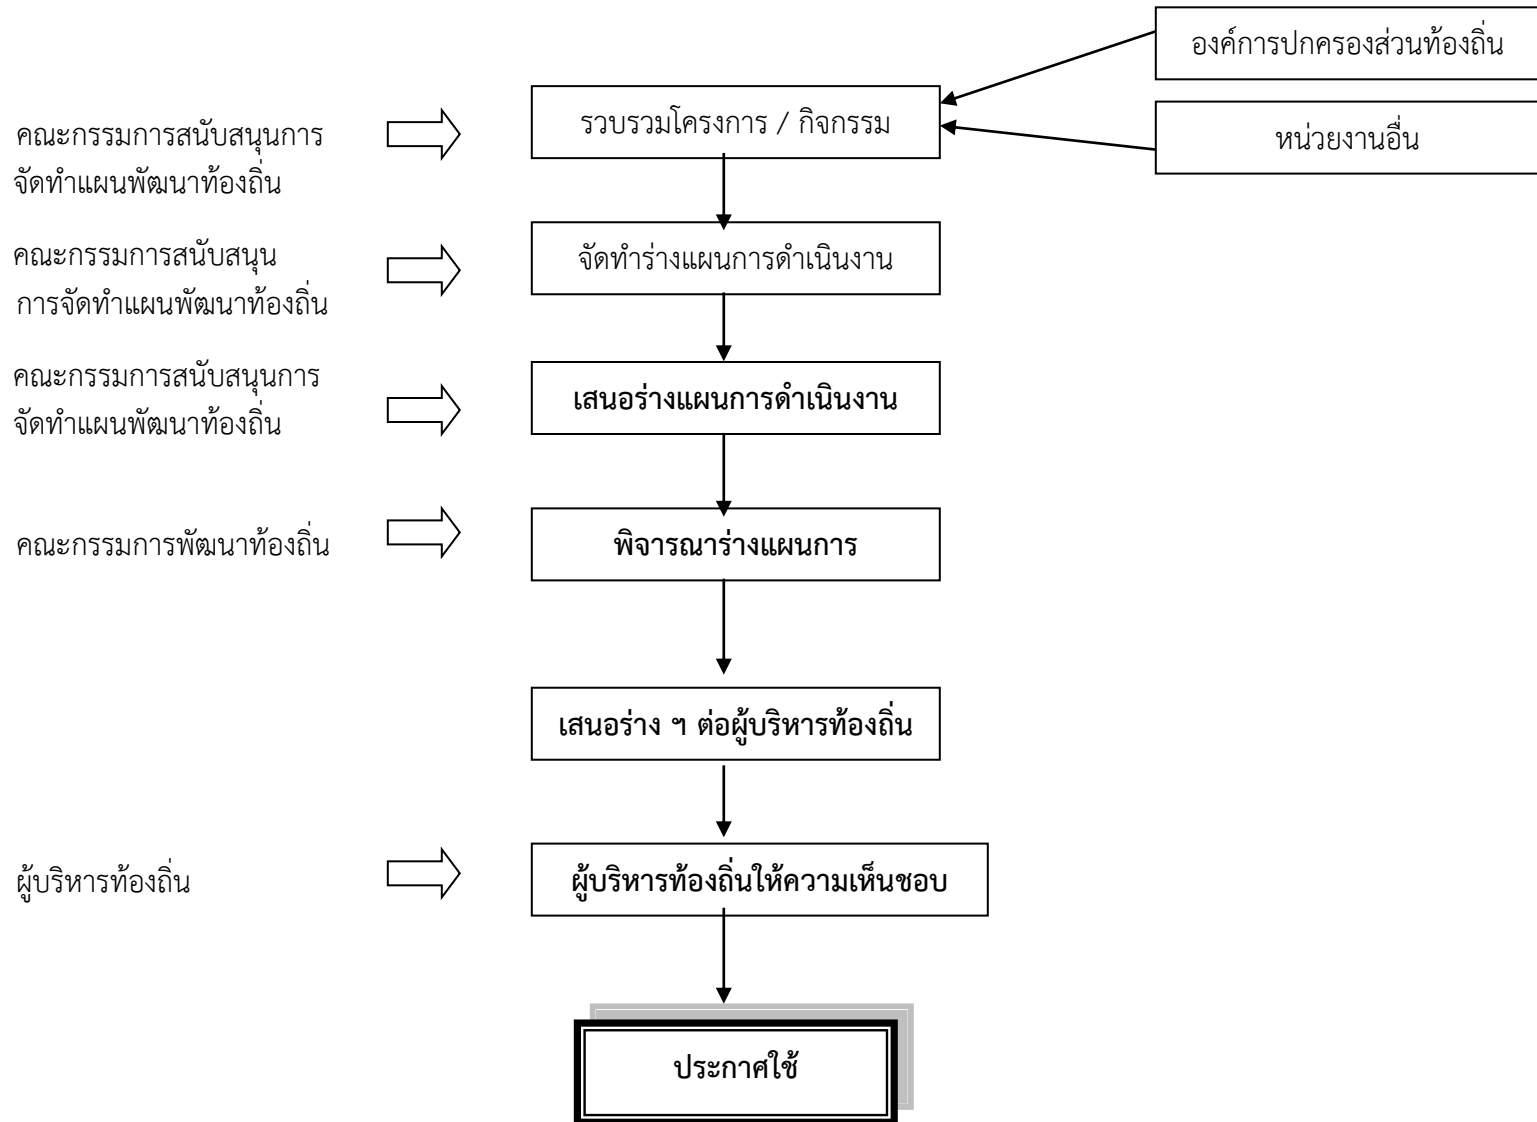 องค์การปกครองส่วนท้องถิ่น
คณะกรรมการสนับสนุนการ
จัดทำแผนพัฒนาท้องถิ่น
รวบรวมโครงการ / กิจกรรม
หน่วยงานอื่น
คณะกรรมการสนับสนุน
การจัดทำแผนพัฒนาท้องถิ่น
จัดทำร่างแผนการดำเนินงาน
คณะกรรมการสนับสนุนการ
จัดทำแผนพัฒนาท้องถิ่น
เสนอร่างแผนการดำเนินงาน
คณะกรรมการพัฒนาท้องถิ่น
พิจารณาร่างแผนการ
เสนอร่าง ฯ ต่อผู้บริหารท้องถิ่น
ผู้บริหารท้องถิ่น
ผู้บริหารท้องถิ่นให้ความเห็นชอบ
ประกาศใช้